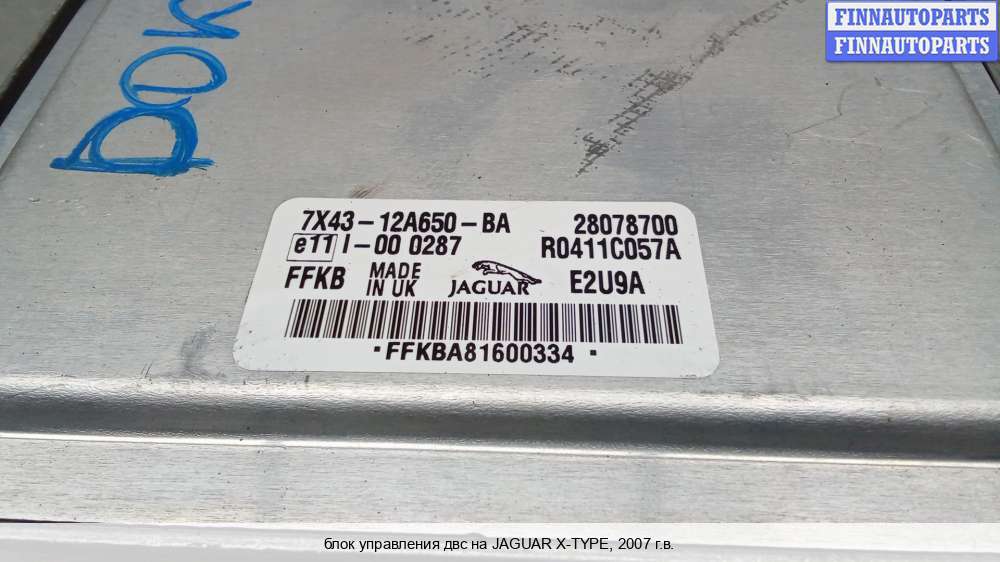 FINNAUTOPARTS
FINNAUTOPARTS
7X43-12A650-BA 28078700
e11 I-00 0287 R0411C057A
FFKB MADE IN UK JAGUAR E2U9A
·FFKBA81600334·
блок управления двс на JAGUAR X-TYPE, 2007 г.в.